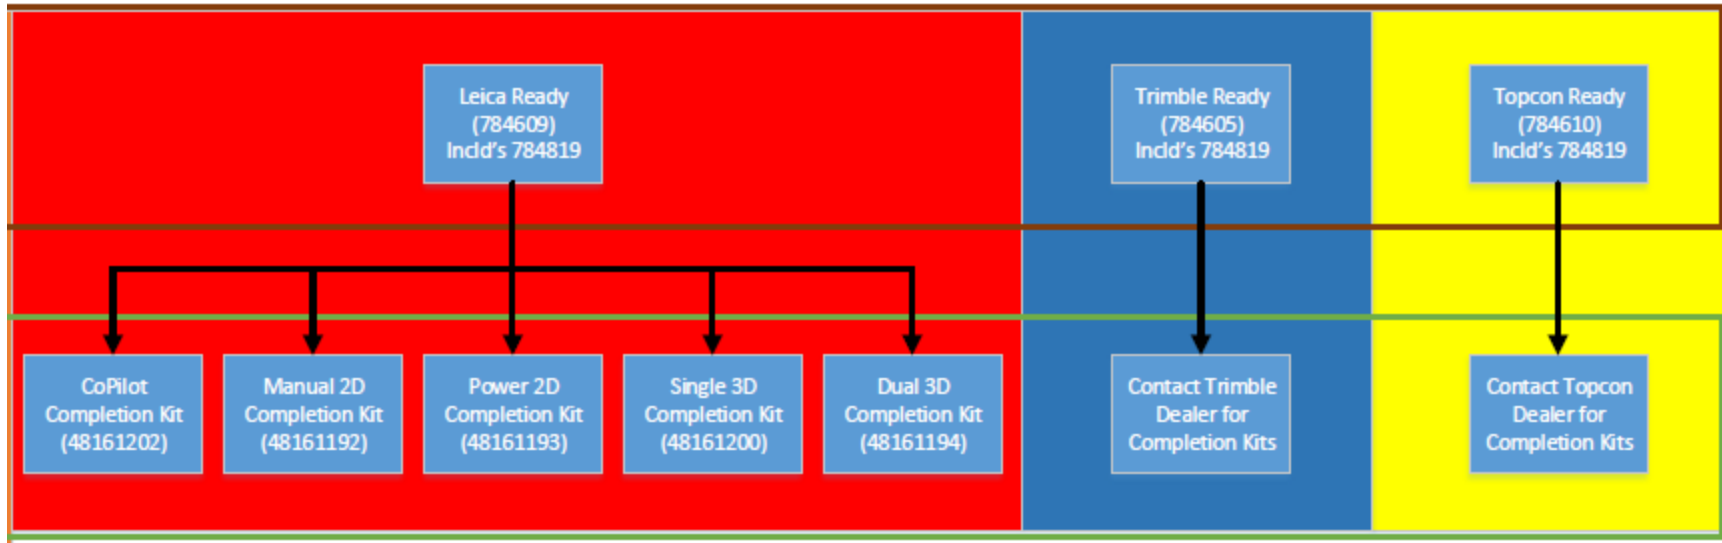 Leica Ready
(784609)
Incld's 784819
Trimble Ready
(784605)
Incld's 784819
Topcon Ready
(784610)
Incld's 784819
CoPilot
Completion Kit
(48161202)
Manual 2D
Completion Kit
(48161192)
Power 2D
Completion Kit
(48161193)
Single 3D
Completion Kit
(48161200)
Dual 3D
Completion Kit
(48161194)
Contact Trimble
Dealer for
Completion Kits
Contact Topcon
Dealer for
Completion Kits